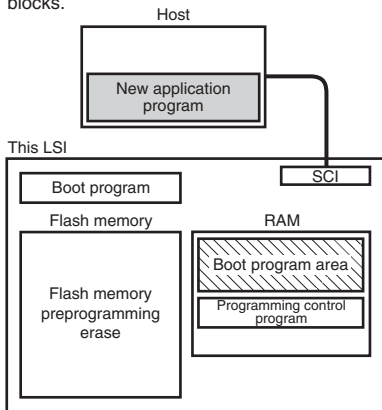 blocks.
Host
New application
program
This LSI
SCI
Boot program
Flash memory
RAM
Boot program area
Flash memory
preprogramming
erase
Programming control
program